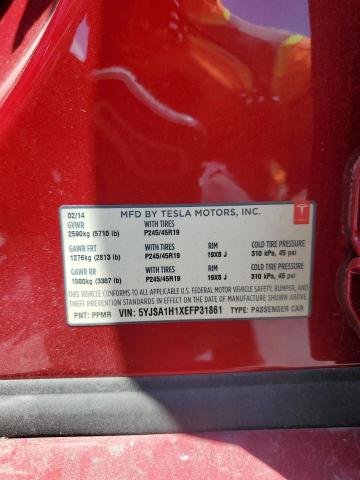 02/14 MFD BY TESLA MOTORS, INC.
GVWR WITH TIRES
2590kg (5710 lb) P245/45R19
GAWR FRT WITH TIRES RIM COLD TIRE PRESSURE
1276kg (2813 lb) P245/45R19 19X8 J 310 kPa, 45 psi
GAWR RR WITH TIRES RIM COLD TIRE PRESSURE
1500kg (3307 lb) P245/45R19 19X8 J 310 kPa, 45 psi
THIS VEHICLE CONFORMS TO ALL APPLICABLE U.S. FEDERAL MOTOR VEHICLE SAFETY, BUMPER, AND
THEFT PREVENTION STANDARDS IN EFFECT ON THE DATE OF MANUFACTURE SHOWN ABOVE.
PNT: PPMR VIN: 5YJSA1H1XEFP31861 TYPE: PASSENGER CAR